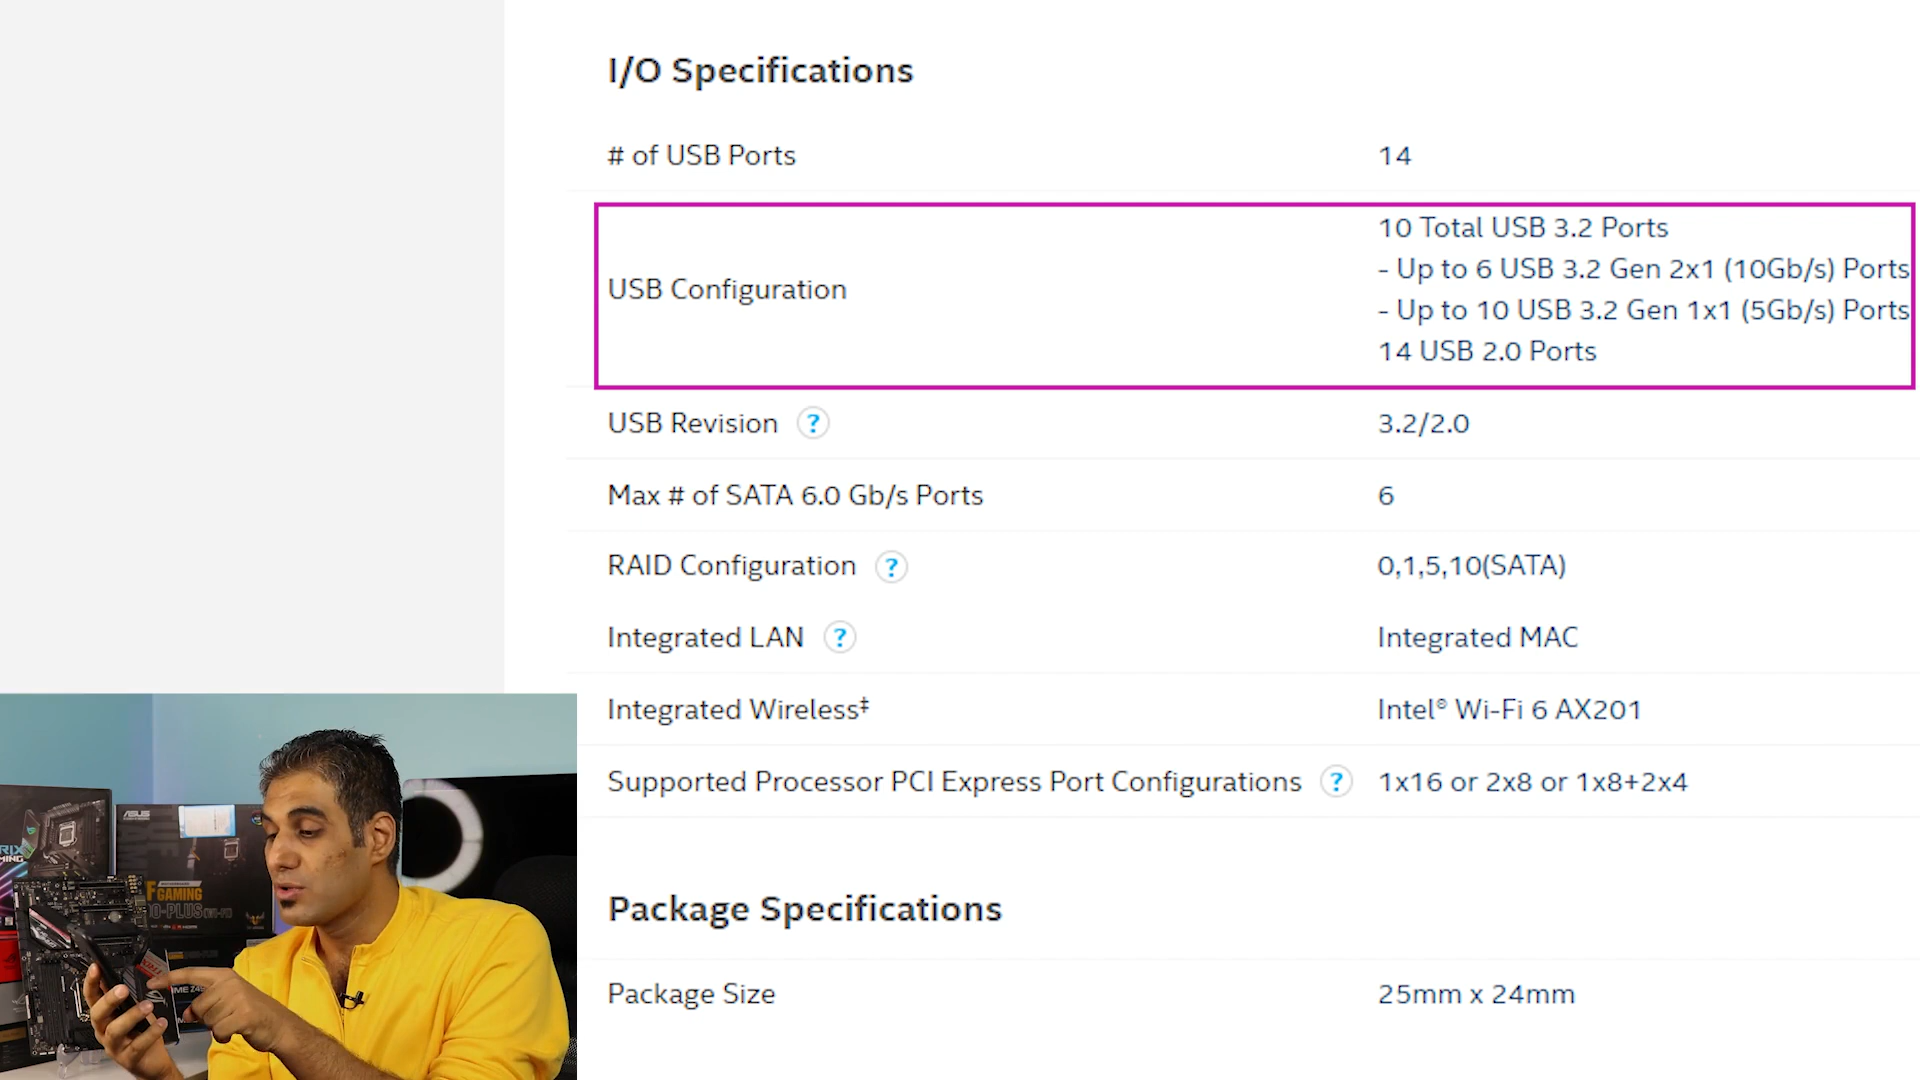 I/O Specifications
# of USB Ports 14
USB Configuration
10 Total USB 3.2 Ports
- Up to 6 USB 3.2 Gen 2x1 (10Gb/s) Ports
- Up to 10 USB 3.2 Gen 1x1 (5Gb/s) Ports
14 USB 2.0 Ports
USB Revision ? 3.2/2.0
Max # of SATA 6.0 Gb/s Ports 6
RAID Configuration ? 0,1,5,10(SATA)
Integrated LAN ? Integrated MAC
Integrated Wireless‡ Intel® Wi-Fi 6 AX201
Supported Processor PCI Express Port Configurations ? 1x16 or 2x8 or 1x8+2x4
Package Specifications
Package Size 25mm x 24mm
ASUS
GAMING